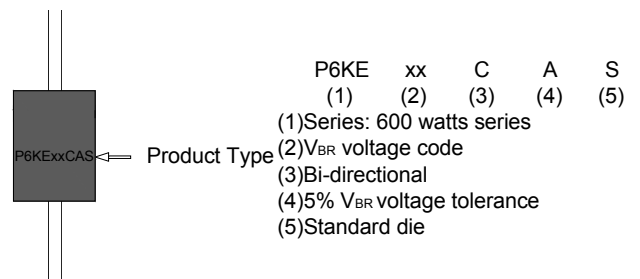 P6KE xx C A S
(1) (2) (3) (4) (5)
(1)Series: 600 watts series
(2)VBR voltage code
(3)Bi-directional
(4)5% VBR voltage tolerance
(5)Standard die
P6KExxCAS
Product Type